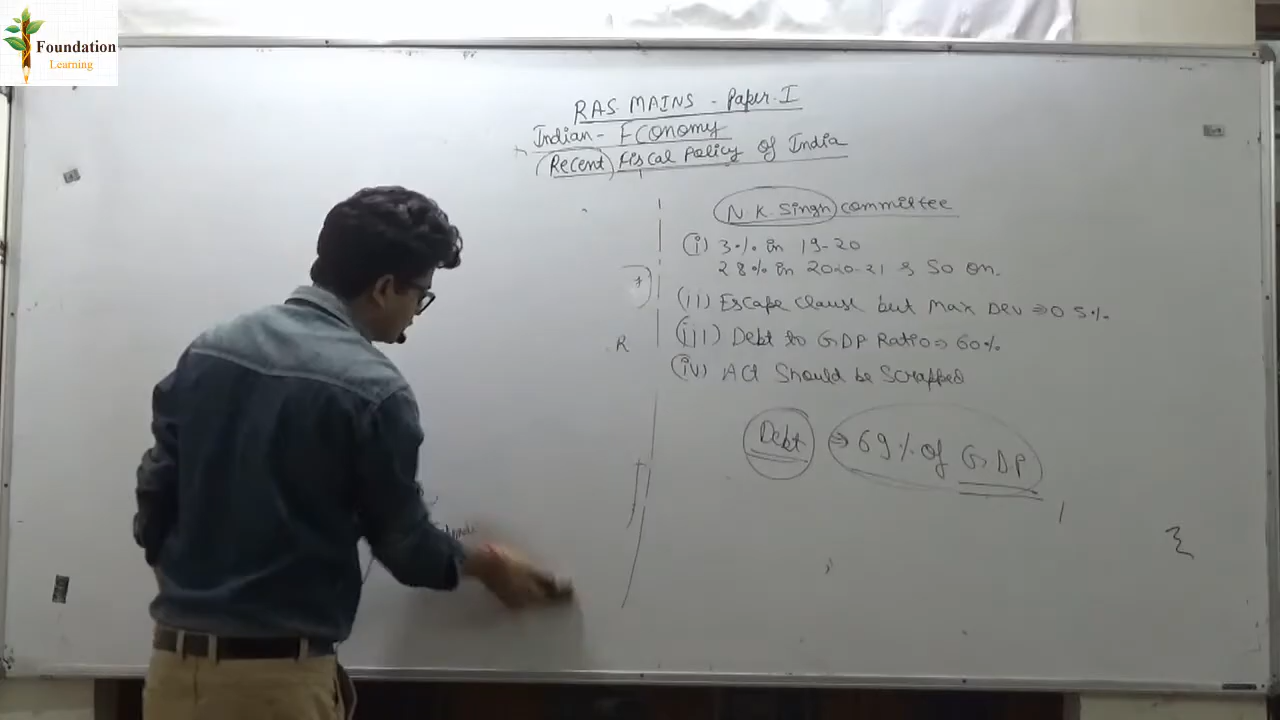 Foundation
Learning
RAS MAINS - Paper-I
Indian - Economy
Recent Fiscal Policy of India
N.K. Singh committee
(i) 3% in 19-20
2.8% in 2020-21 & So on.
(ii) Escape clause but Max Dev ⇒ 0.5%
(iii) Debt to GDP Ratio ⇒ 60%
(iv) Act Should be Scrapped
Debt ⇒ 69% of GDP
R